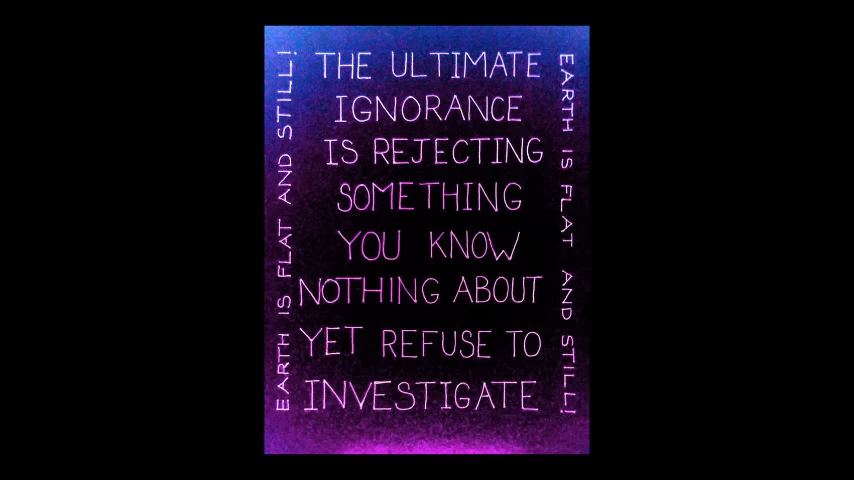 EARTH IS FLAT AND STILL!
THE ULTIMATE
IGNORANCE
IS REJECTING
SOMETHING
YOU KNOW
NOTHING ABOUT
YET REFUSE TO
INVESTIGATE
EARTH IS FLAT AND STILL!